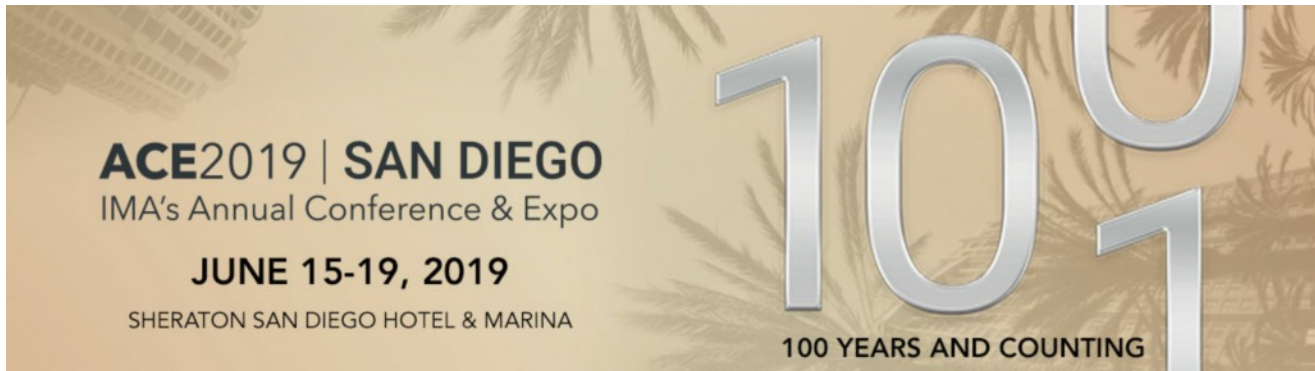 ACE2019 | SAN DIEGO
IMA's Annual Conference & Expo
JUNE 15-19, 2019
SHERATON SAN DIEGO HOTEL & MARINA
100
1
100 YEARS AND COUNTING